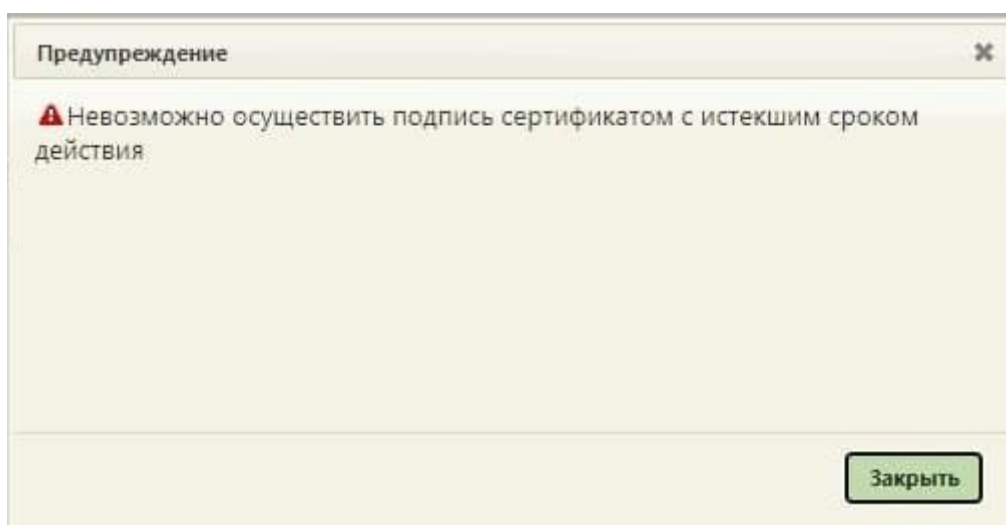 Предупреждение
Невозможно осуществить подпись сертификатом с истекшим сроком
действия
Закрыть